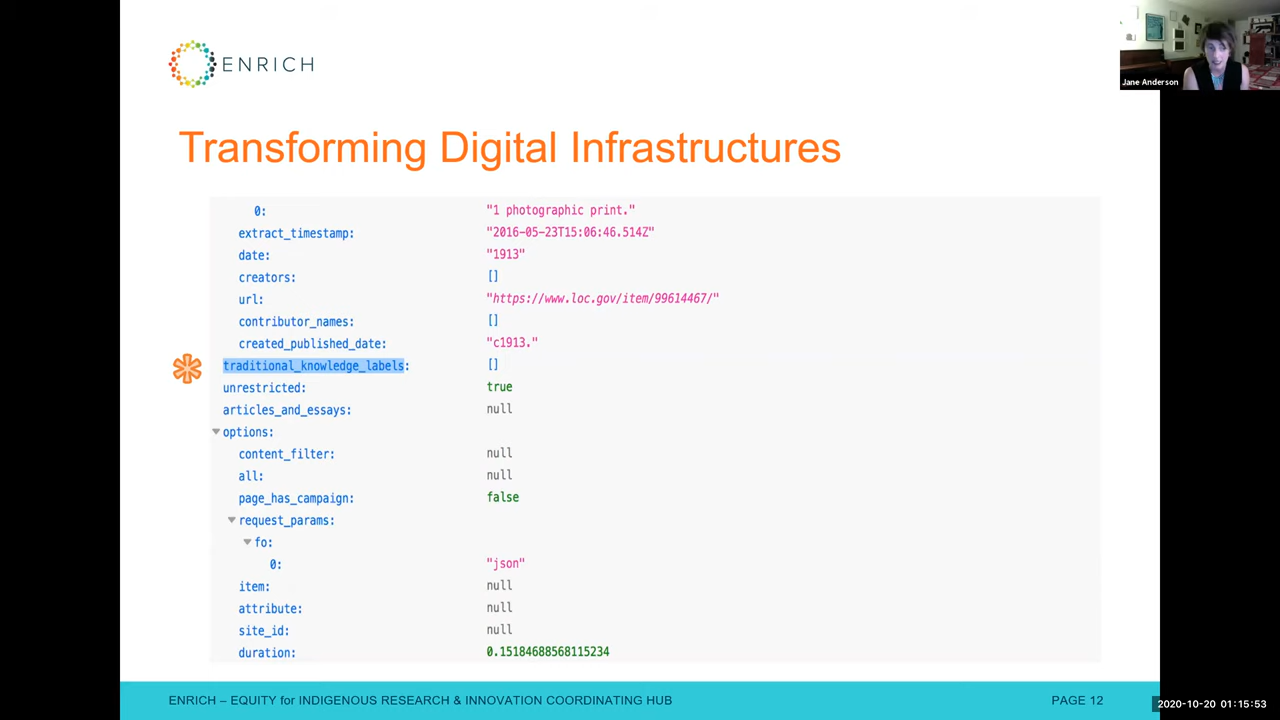 ENRICH
Jane Anderson
Transforming Digital Infrastructures
0: "1 photographic print."
extract_timestamp: "2016-05-23T15:06:46.514Z"
date: "1913"
creators: []
url: "https://www.loc.gov/item/99614467/"
contributor_names: []
created_published_date: "c1913."
traditional_knowledge_labels: []
unrestricted: true
articles_and_essays: null
options:
content_filter: null
all: null
page_has_campaign: false
request_params:
fo:
0: "json"
item: null
attribute: null
site_id: null
duration: 0.15184688568115234
ENRICH – EQUITY for INDIGENOUS RESEARCH & INNOVATION COORDINATING HUB PAGE 12
2020-10-20 01:15:53